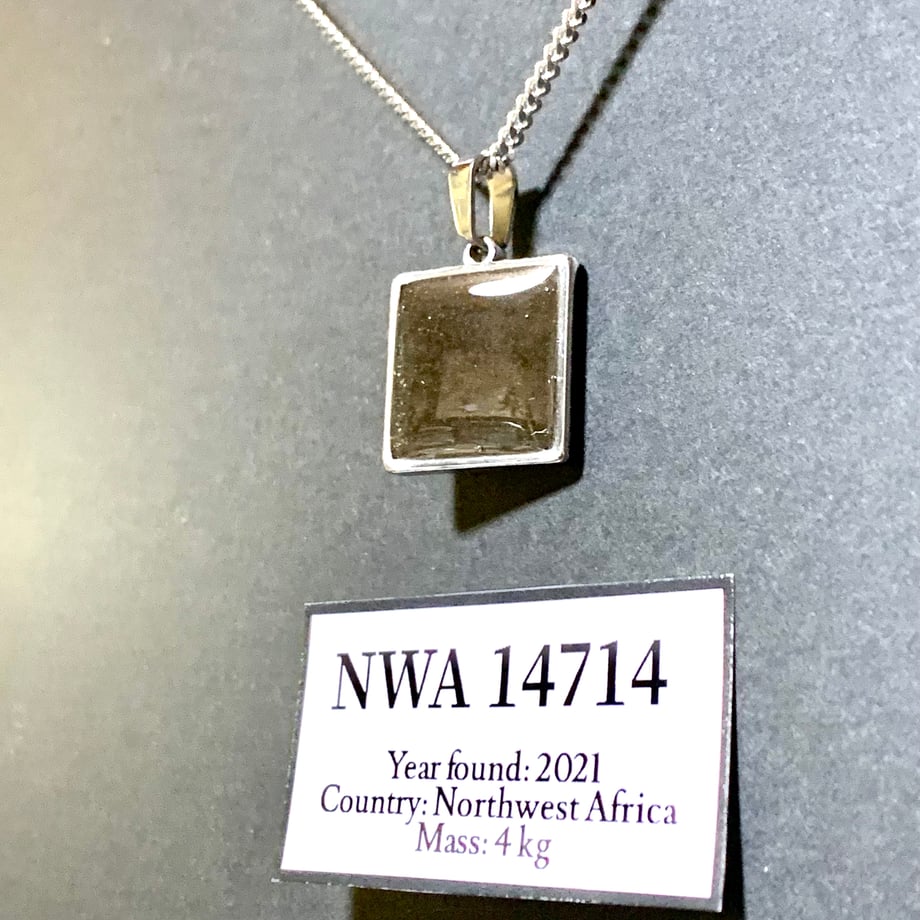 NWA 14714
Year found: 2021
Country: Northwest Africa
Mass: 4 kg